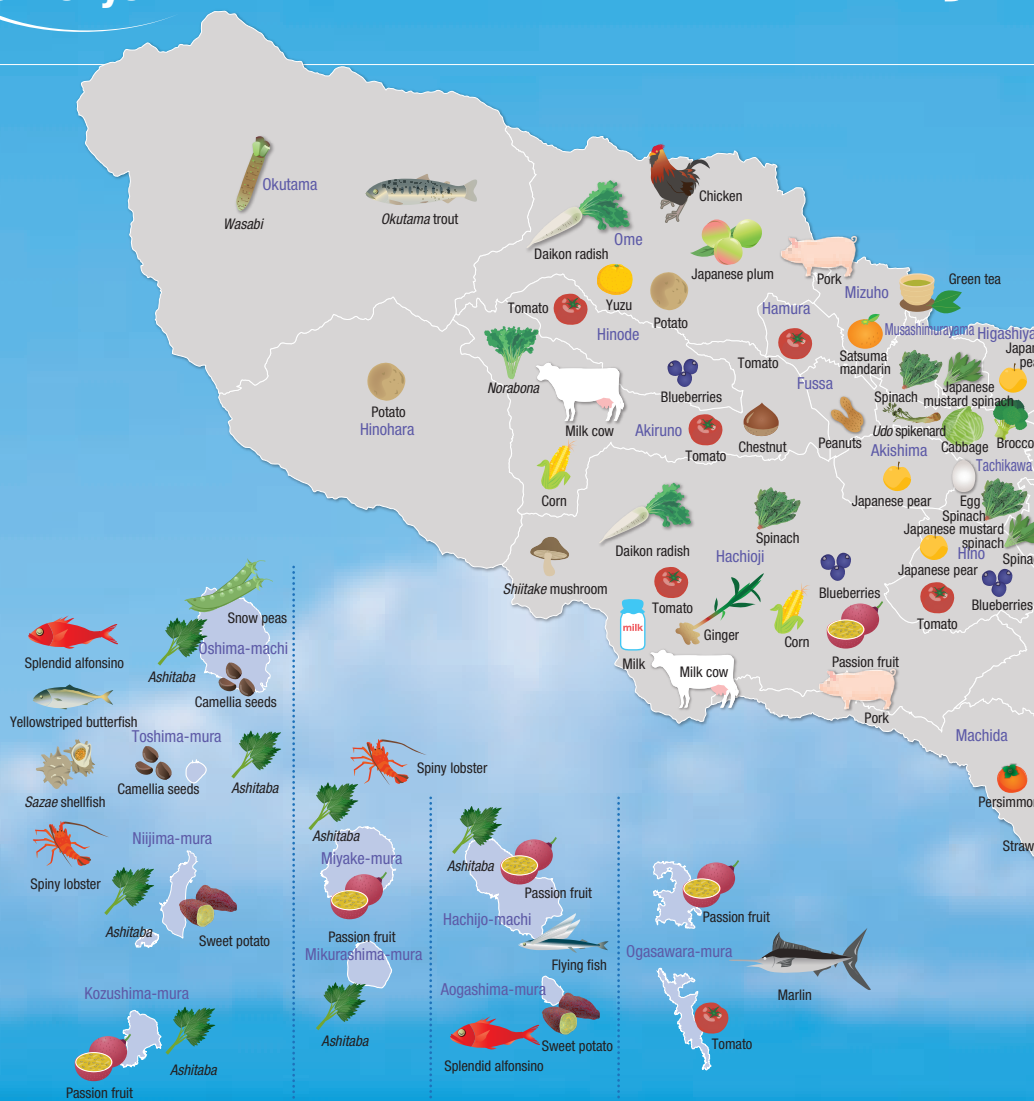 Okutama
Wasabi
Okutama trout
Chicken
Daikon radish
Ome
Japanese plum
Pork
Mizuho
Green tea
Tomato
Yuzu
Potato
Hinode
Hamura
Musashimurayama
Satsuma
mandarin
Tomato
Norabona
Blueberries
Fussa
Spinach
Japanese
mustard spinach
Potato
Hinohara
Milk cow
Akiruno
Tomato
Chestnut
Peanuts
Udo spikenard
Cabbage
Akishima
Tachikawa
Corn
Japanese pear
Egg
Spinach
Japanese mustard
spinach
Daikon radish
Spinach
Hachioji
Hino
Japanese pear
Shiitake mushroom
Tomato
Blueberries
Blueberries
Tomato
milk
Ginger
Corn
Milk
Milk cow
Passion fruit
Pork
Machida
Snow peas
Splendid alfonsino
Oshima-machi
Ashitaba
Camellia seeds
Yellowstriped butterfish
Toshima-mura
Camellia seeds
Ashitaba
Sazae shellfish
Niijima-mura
Spiny lobster
Ashitaba
Sweet potato
Kozushima-mura
Ashitaba
Passion fruit
Spiny lobster
Ashitaba
Miyake-mura
Passion fruit
Mikurashima-mura
Ashitaba
Ashitaba
Passion fruit
Hachijo-machi
Flying fish
Aogashima-mura
Sweet potato
Splendid alfonsino
Passion fruit
Ogasawara-mura
Marlin
Tomato